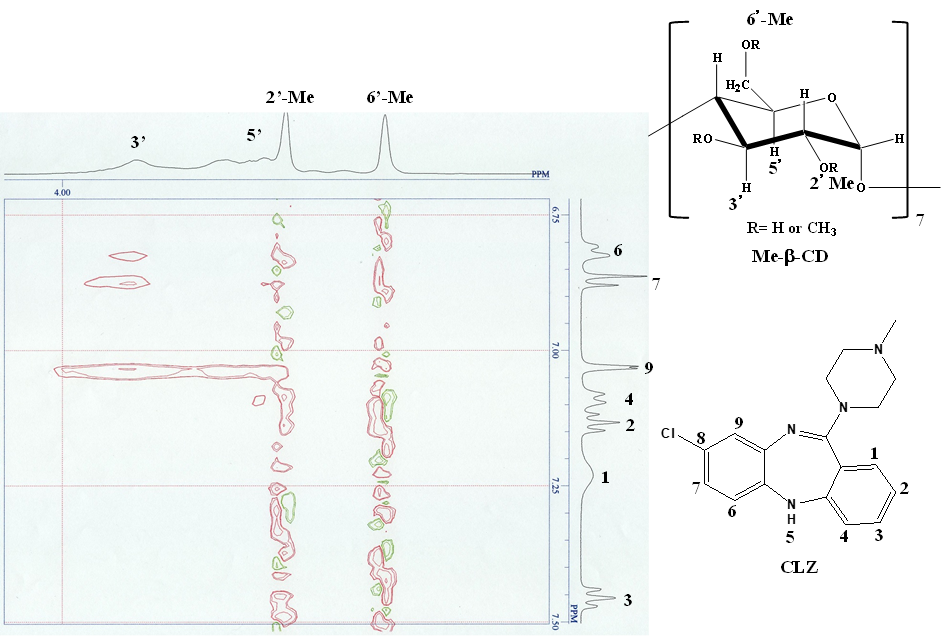 2'-Me
6'-Me
3'
5'
PPM
4.00
6.75
7.00
7.25
7.50
PPM
6
7
9
4
2
1
3
6'-Me
OR
H
H2C
H
O
H
RO
H
5'
OR
2' Me
O
H
3'
7
R= H or CH3
Me-β-CD
N
N
Cl
8
9
N
1
7
6
N
H
5
4
3
2
CLZ